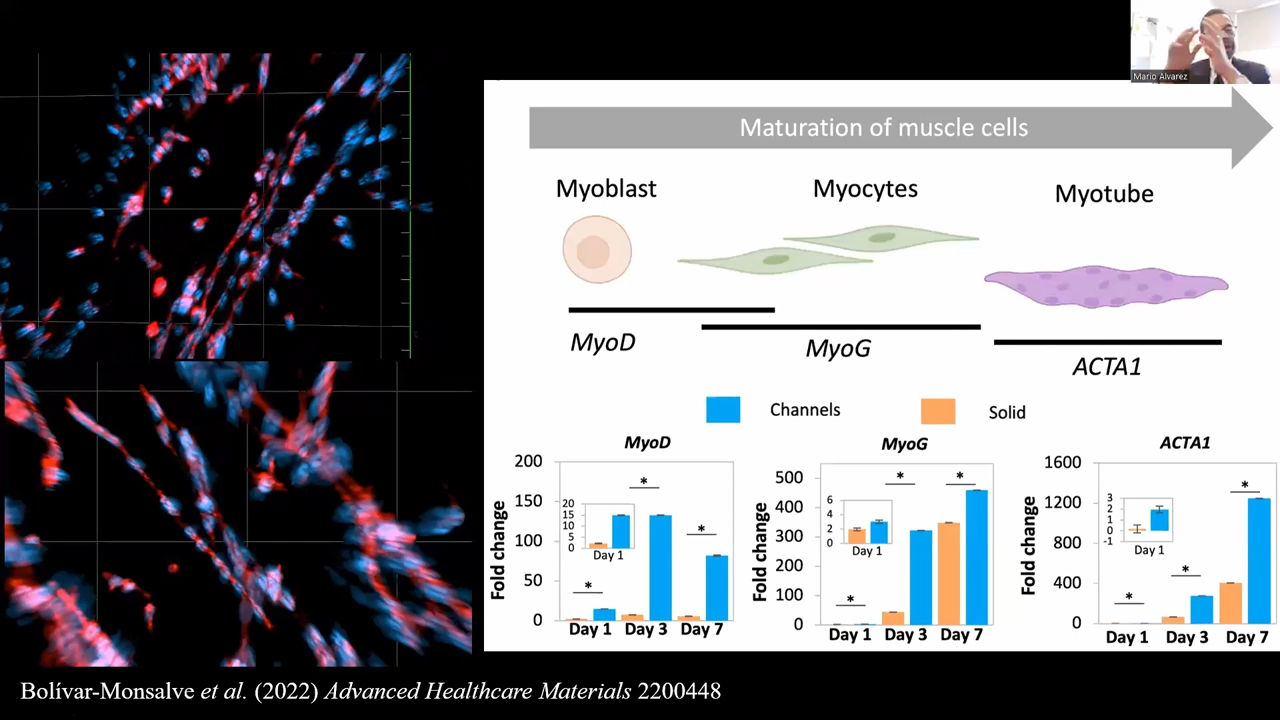 Mario Alvarez
Maturation of muscle cells
Myoblast
Myocytes
Myotube
MyoD
MyoG
ACTA1
Channels
Solid
MyoD
200
150
100
50
0
Fold change
20
15
10
5
0
Day 1
*
*
*
Day 1 Day 3 Day 7
MyoG
500
400
300
200
100
0
Fold change
6
4
2
0
Day 1
*
*
*
Day 1 Day 3 Day 7
ACTA1
1600
1200
800
400
0
Fold change
3
2
1
0
-1
Day 1
*
*
*
Day 1 Day 3 Day 7
Bolívar-Monsalve et al. (2022) Advanced Healthcare Materials 2200448